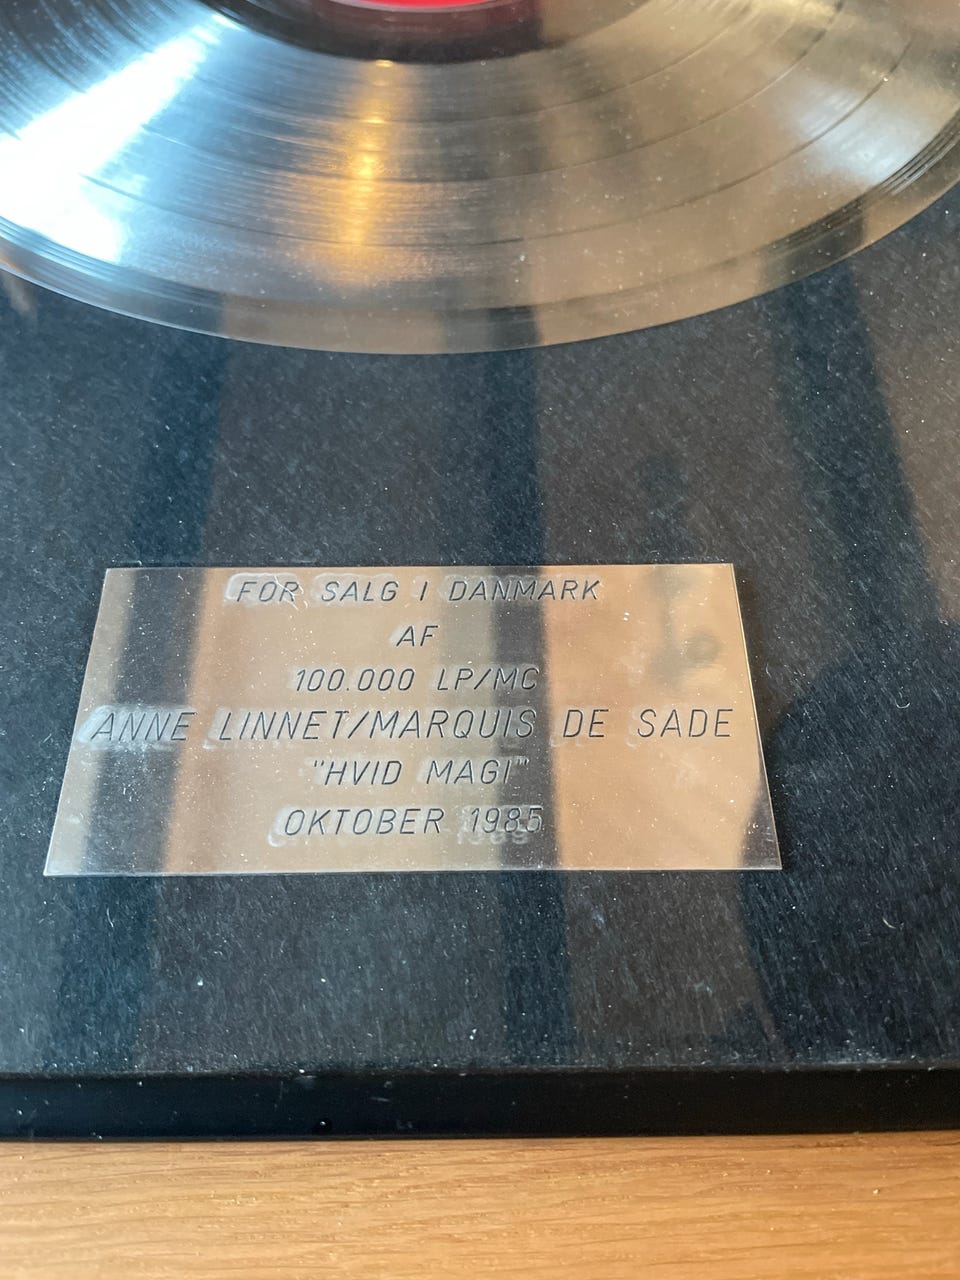 FOR SALG I DANMARK
AF
100.000 LP/MC
ANNE LINNET/MARQUIS DE SADE
"HVID MAGI"
OKTOBER 1985